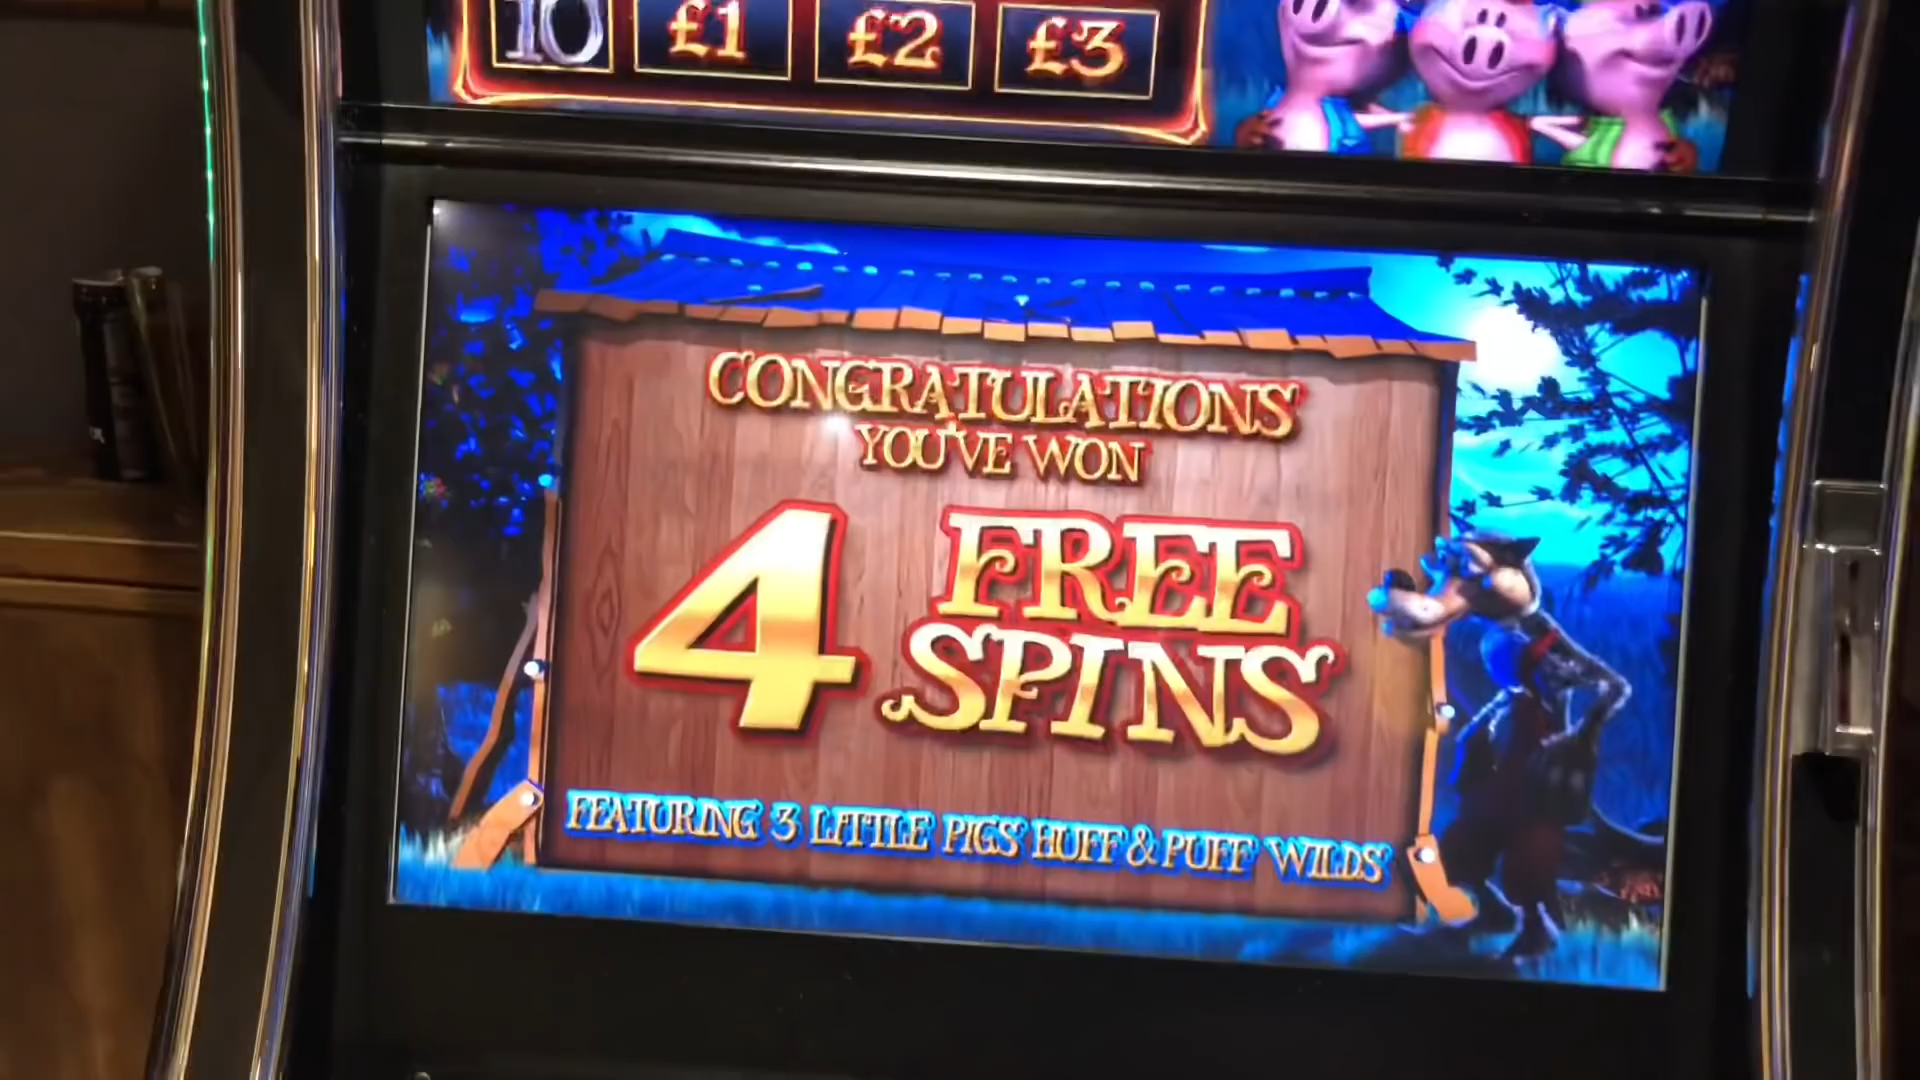 10 £1 £2 £3
CONGRATULATIONS
YOU'VE WON
4 FREE SPINS
FEATURING 3 LITTLE PIGS HUFF & PUFF WILDS